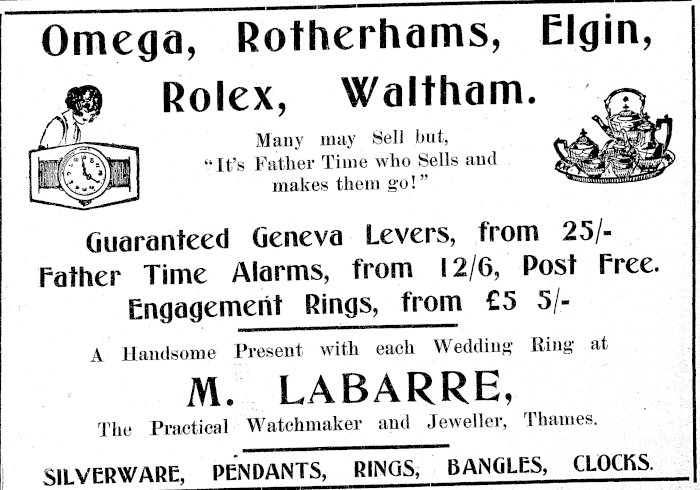 Omega, Rotherhams, Elgin,
Rolex, Waltham.
Many may Sell but,
"It's Father Time who Sells and
makes them go!"
Guaranteed Geneva Levers, from 25/-
Father Time Alarms, from 12/6, Post Free.
Engagement Rings, from £5 5/-
A Handsome Present with each Wedding Ring at
M. LABARRE,
The Practical Watchmaker and Jeweller, Thames.
SILVERWARE, PENDANTS, RINGS, BANGLES, CLOCKS.